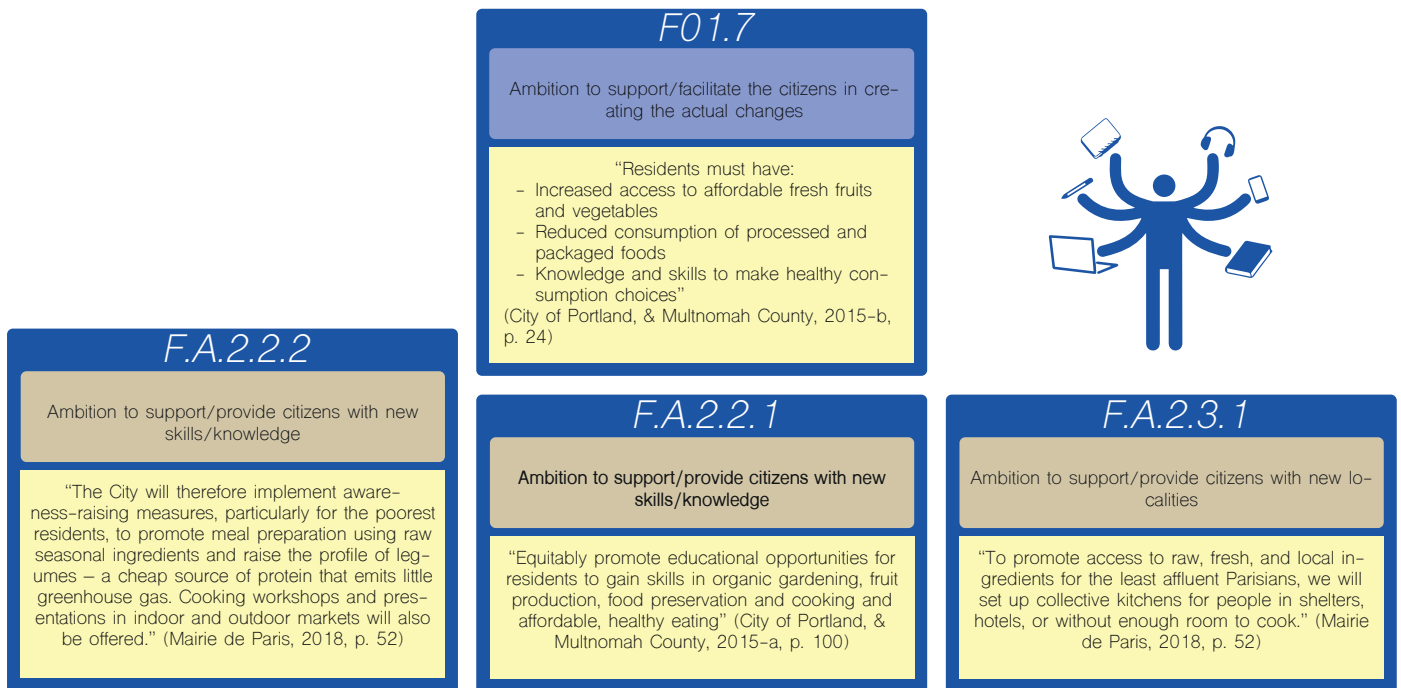 F01.7
Ambition to support/facilitate the citizens in cre-
ating the actual changes
“Residents must have:
- Increased access to affordable fresh fruits
and vegetables
- Reduced consumption of processed and
packaged foods
- Knowledge and skills to make healthy con-
sumption choices”
(City of Portland, & Multnomah County, 2015-b,
p. 24)
F.A.2.2.2
Ambition to support/provide citizens with new
skills/knowledge
“The City will therefore implement aware-
ness-raising measures, particularly for the poorest
residents, to promote meal preparation using raw
seasonal ingredients and raise the profile of leg-
umes – a cheap source of protein that emits little
greenhouse gas. Cooking workshops and pres-
entations in indoor and outdoor markets will also
be offered.” (Mairie de Paris, 2018, p. 52)
F.A.2.2.1
Ambition to support/provide citizens with new
skills/knowledge
“Equitably promote educational opportunities for
residents to gain skills in organic gardening, fruit
production, food preservation and cooking and
affordable, healthy eating” (City of Portland, &
Multnomah County, 2015-a, p. 100)
F.A.2.3.1
Ambition to support/provide citizens with new lo-
calities
“To promote access to raw, fresh, and local in-
gredients for the least affluent Parisians, we will
set up collective kitchens for people in shelters,
hotels, or without enough room to cook.” (Mairie
de Paris, 2018, p. 52)